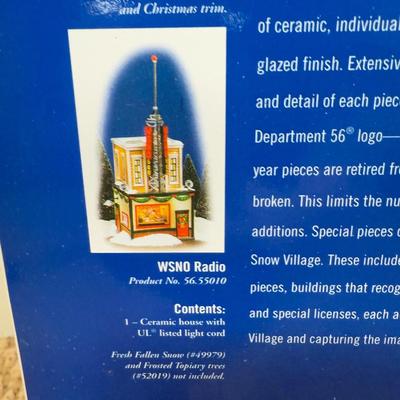 and Christmas trim.
WSNO Radio
Product No. 56.55010
Contents:
1 – Ceramic house with
UL® listed light cord
Fresh Fallen Snow (#49979)
and Frosted Topiary trees
(#52019) not included.
of ceramic, individual
glazed finish. Extensiv
and detail of each piec
Department 56® logo—
year pieces are retired fr
broken. This limits the nu
additions. Special pieces
Snow Village. These include
pieces, buildings that recog
and special licenses, each a
Village and capturing the ima